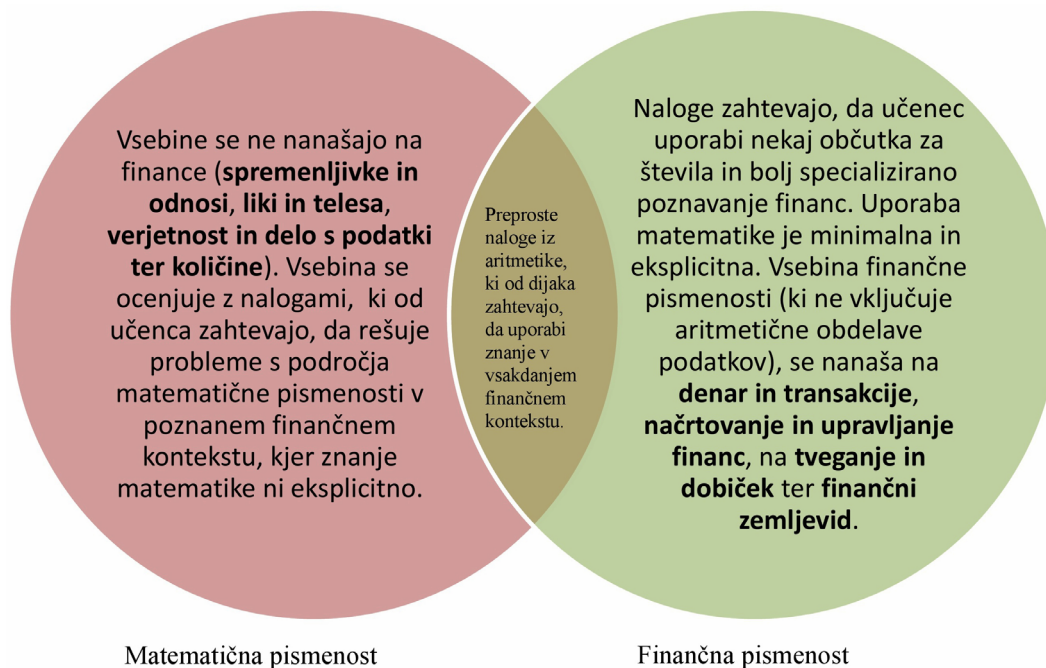 Vsebine se ne nanašajo na
finance (spremenljivke in
odnosi, liki in telesa,
verjetnost in delo s podatki
ter količine). Vsebina se
ocenjuje z nalogami, ki od
učenca zahtevajo, da rešuje
probleme s področja
matematične pismenosti v
poznanem finančnem
kontekstu, kjer znanje
matematike ni eksplicitno.
Preproste
naloge iz
aritmetike,
ki od dijaka
zahtevajo,
da uporabi
znanje v
vsakdanjem
finančnem
kontekstu.
Naloge zahtevajo, da učenec
uporabi nekaj občutka za
števila in bolj specializirano
poznavanje financ. Uporaba
matematike je minimalna in
eksplicitna. Vsebina finančne
pismenosti (ki ne vključuje
aritmetične obdelave
podatkov), se nanaša na
denar in transakcije,
načrtovanje in upravljanje
financ, na tveganje in
dobiček ter finančni
zemljevid.
Matematična pismenost
Finančna pismenost